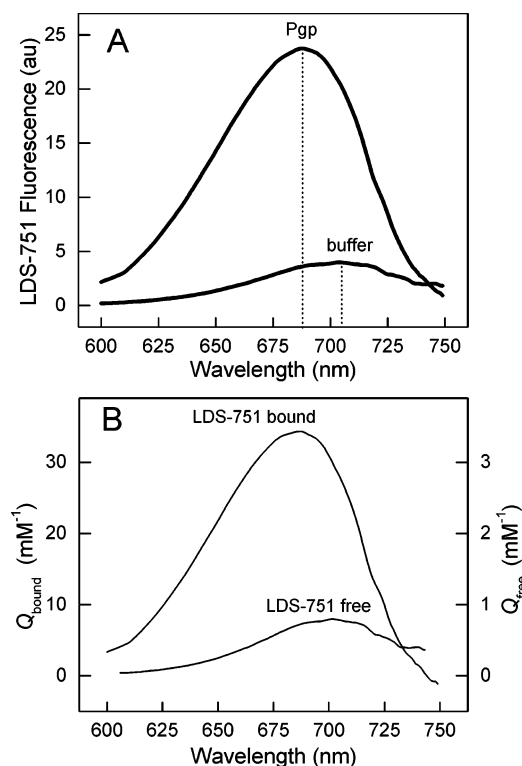 A
Pgp
buffer
LDS-751 Fluorescence (au)
25
20
15
10
5
0
600 625 650 675 700 725 750
Wavelength (nm)
B
LDS-751 bound
LDS-751 free
Qbound (mM⁻¹)
30
20
10
0
Qfree (mM⁻¹)
3
2
1
0
600 625 650 675 700 725 750
Wavelength (nm)